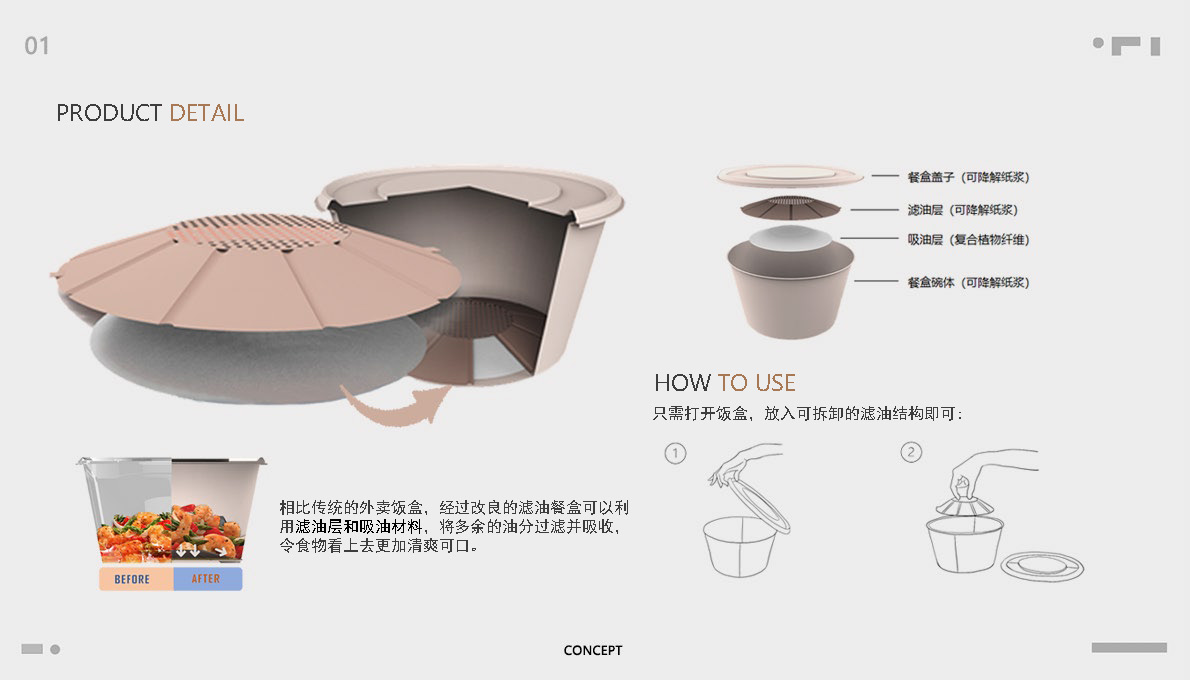 01
PRODUCT DETAIL
餐盒盖子（可降解纸浆）
滤油层（可降解纸浆）
吸油层（复合植物纤维）
餐盒碗体（可降解纸浆）
HOW TO USE
只需打开饭盒，放入可拆卸的滤油结构即可：
1
2
相比传统的外卖饭盒，经过改良的滤油餐盒可以利
用滤油层和吸油材料，将多余的油分过滤并吸收，
令食物看上去更加清爽可口。
BEFORE
AFTER
CONCEPT